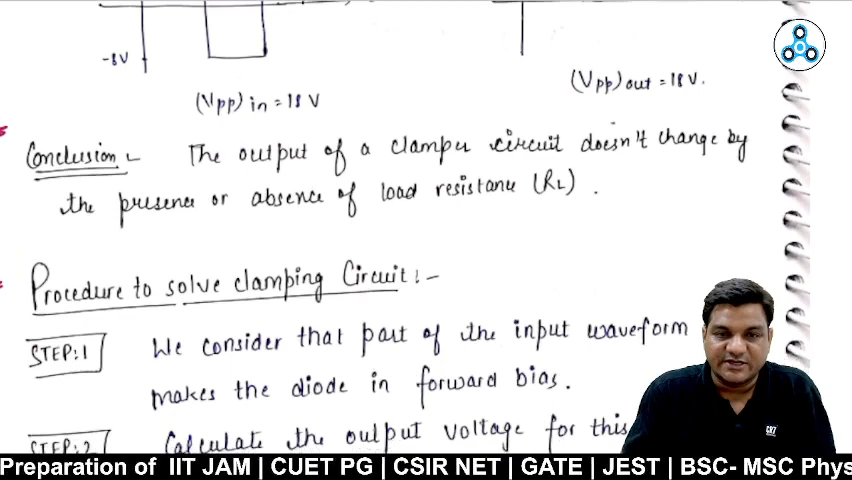 -8V
(Vpp) in = 18 V
(Vpp) out = 18 V.
Conclusion :- The output of a clamper circuit doesn't change by
the presence or absence of load resistance (RL).
Procedure to solve clamping Circuit :-
STEP:1 We consider that part of the input waveform
makes the diode in forward bias.
STEP:2 Calculate the output voltage for this
Preparation of IIT JAM | CUET PG | CSIR NET | GATE | JEST | BSC- MSC Phys